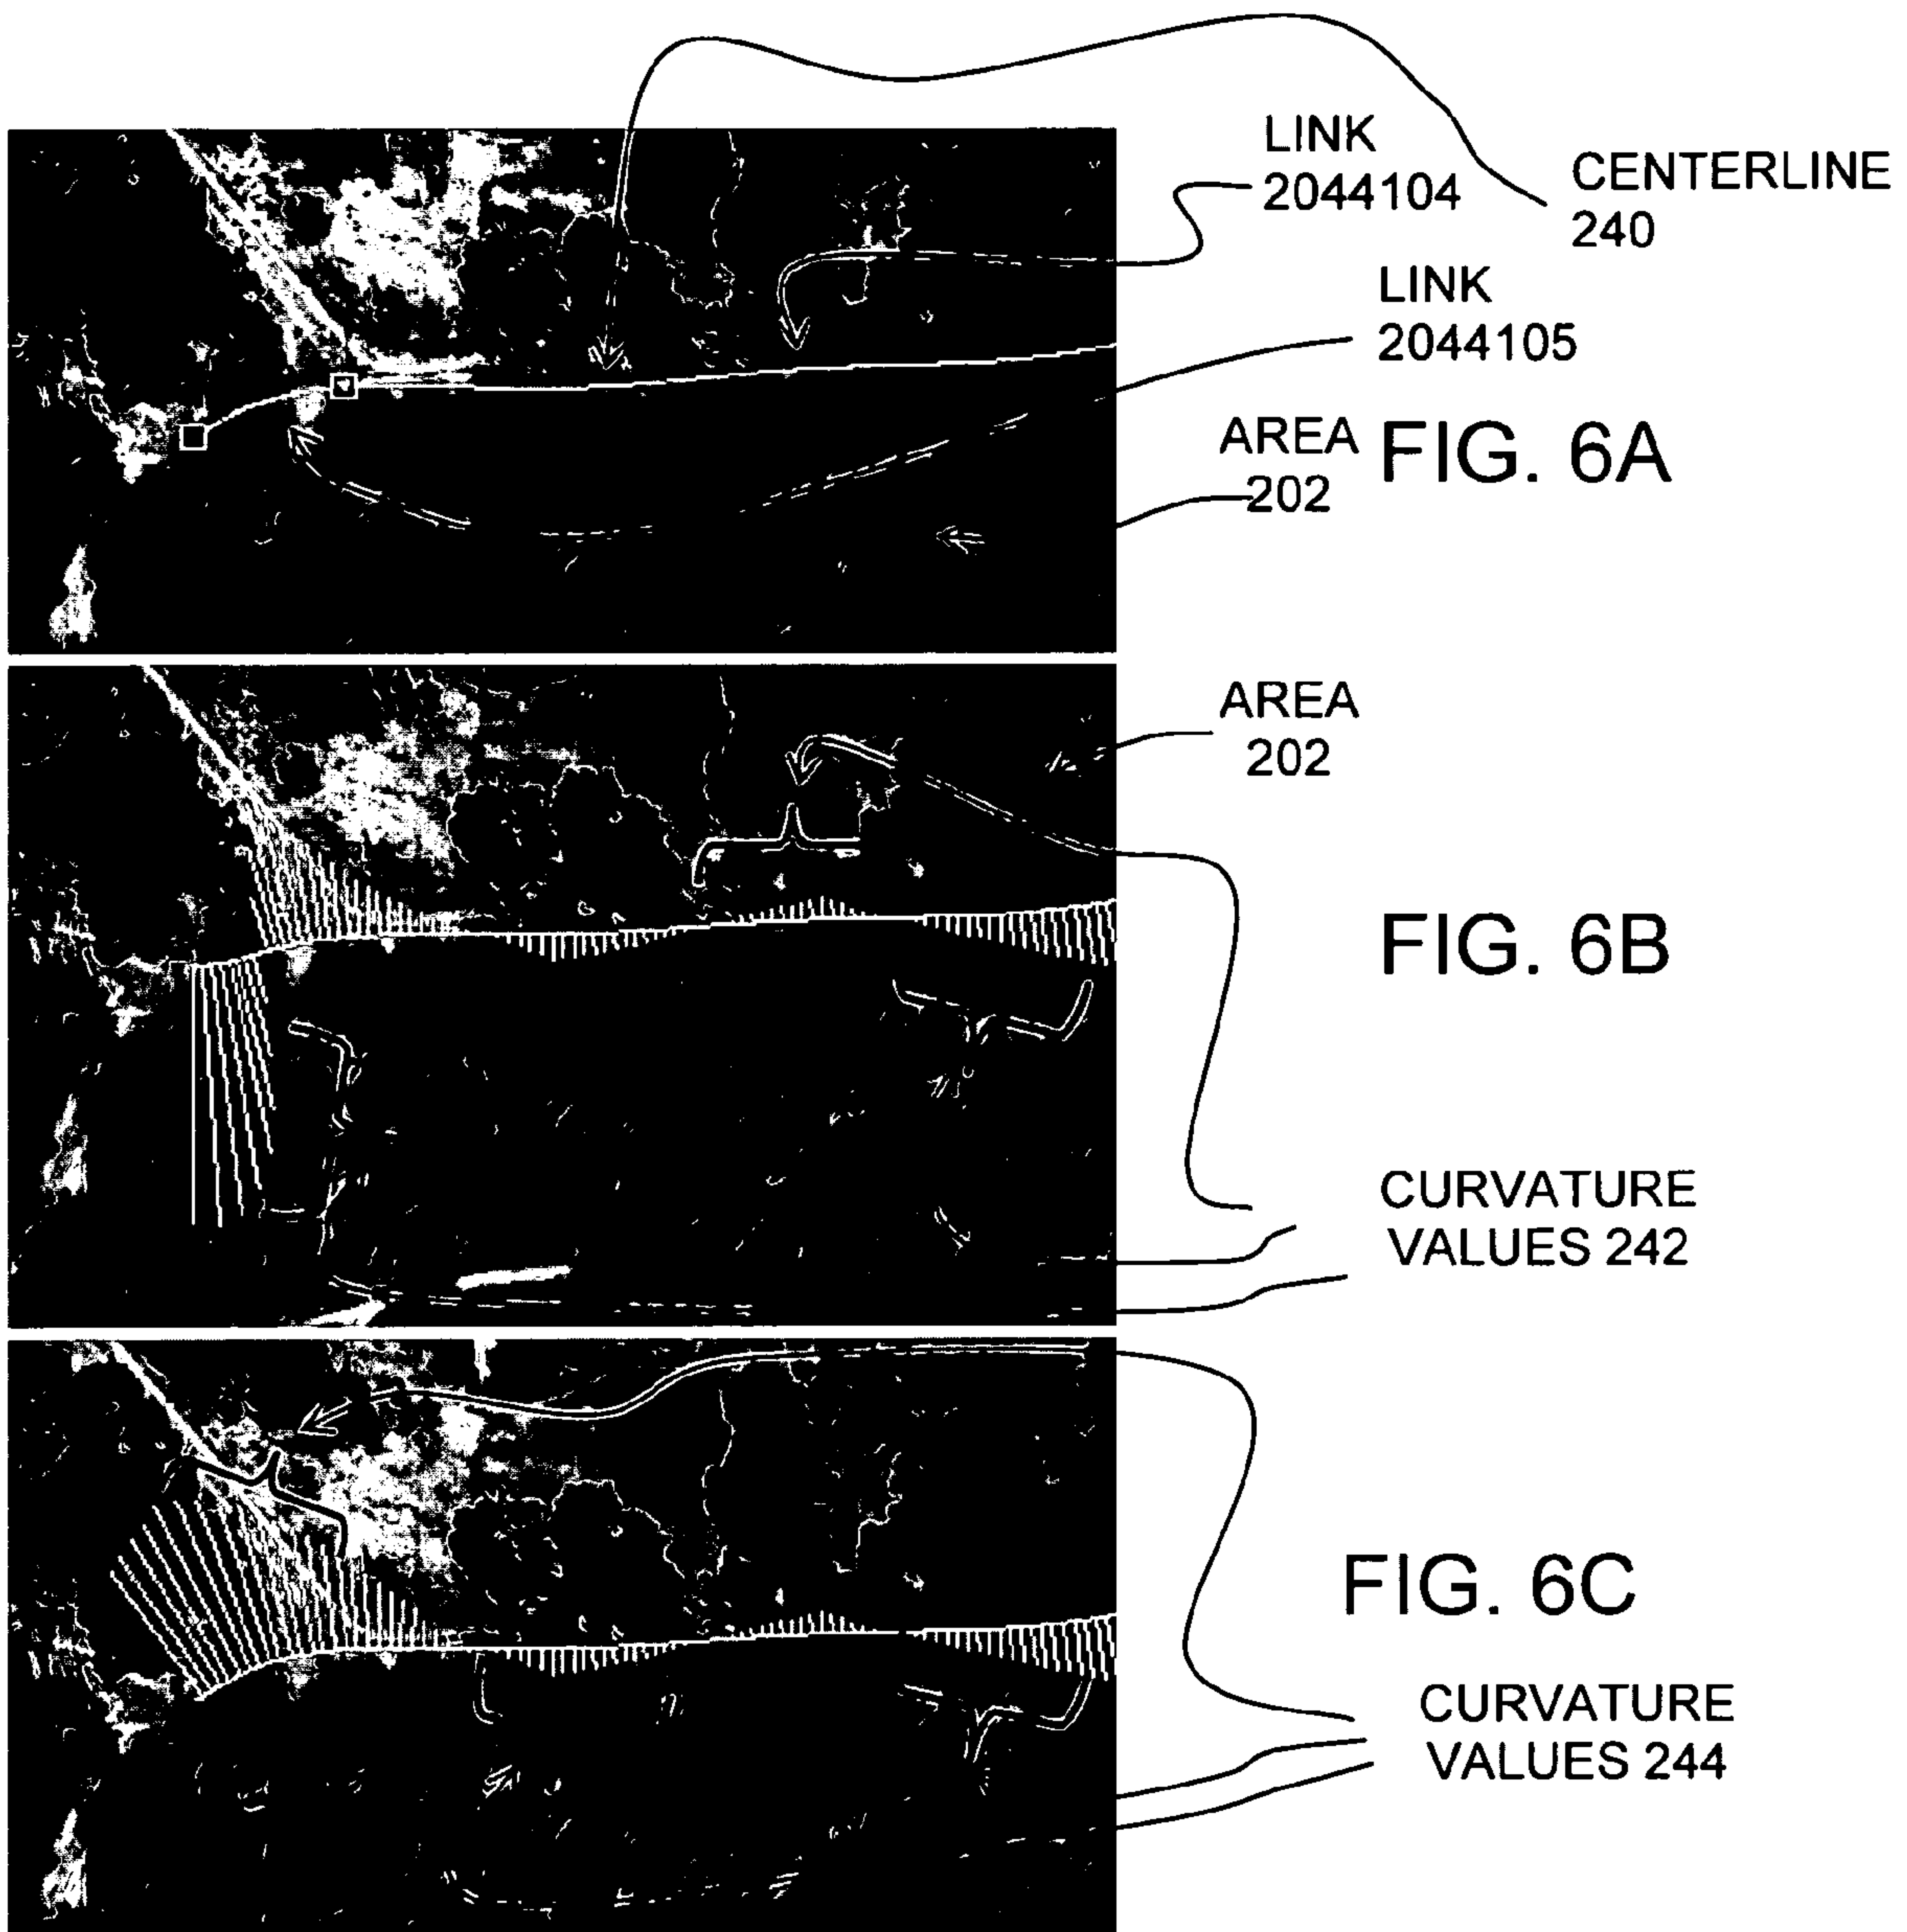 LINK
2044104
CENTERLINE
240
LINK
2044105
AREA
202
FIG. 6A
AREA
202
FIG. 6B
CURVATURE
VALUES 242
FIG. 6C
CURVATURE
VALUES 244